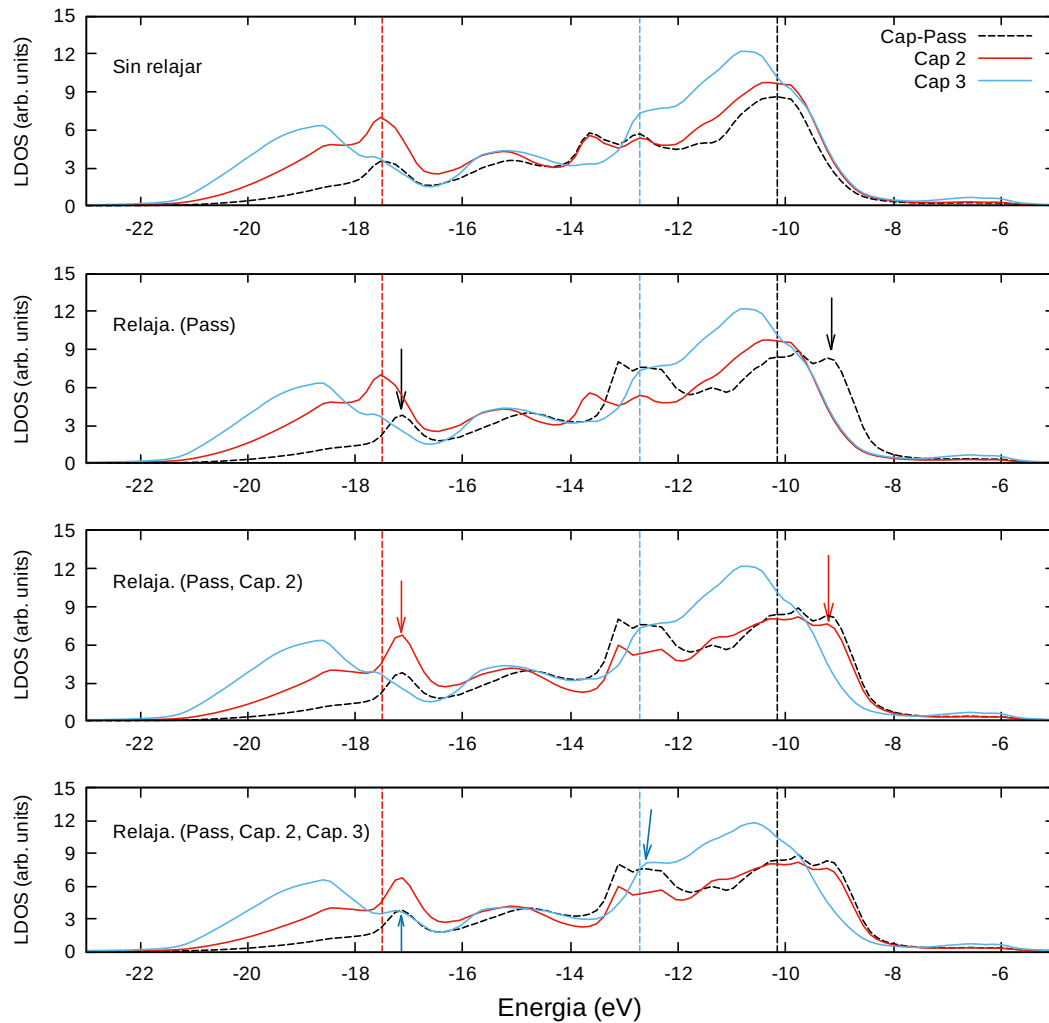 15
12
9
6
3
0
LDOS (arb. units)
Sin relajar
Cap-Pass
Cap 2
Cap 3
-22 -20 -18 -16 -14 -12 -10 -8 -6
15
12
9
6
3
0
LDOS (arb. units)
Relaja. (Pass)
-22 -20 -18 -16 -14 -12 -10 -8 -6
15
12
9
6
3
0
LDOS (arb. units)
Relaja. (Pass, Cap. 2)
-22 -20 -18 -16 -14 -12 -10 -8 -6
15
12
9
6
3
0
LDOS (arb. units)
Relaja. (Pass, Cap. 2, Cap. 3)
-22 -20 -18 -16 -14 -12 -10 -8 -6
Energia (eV)